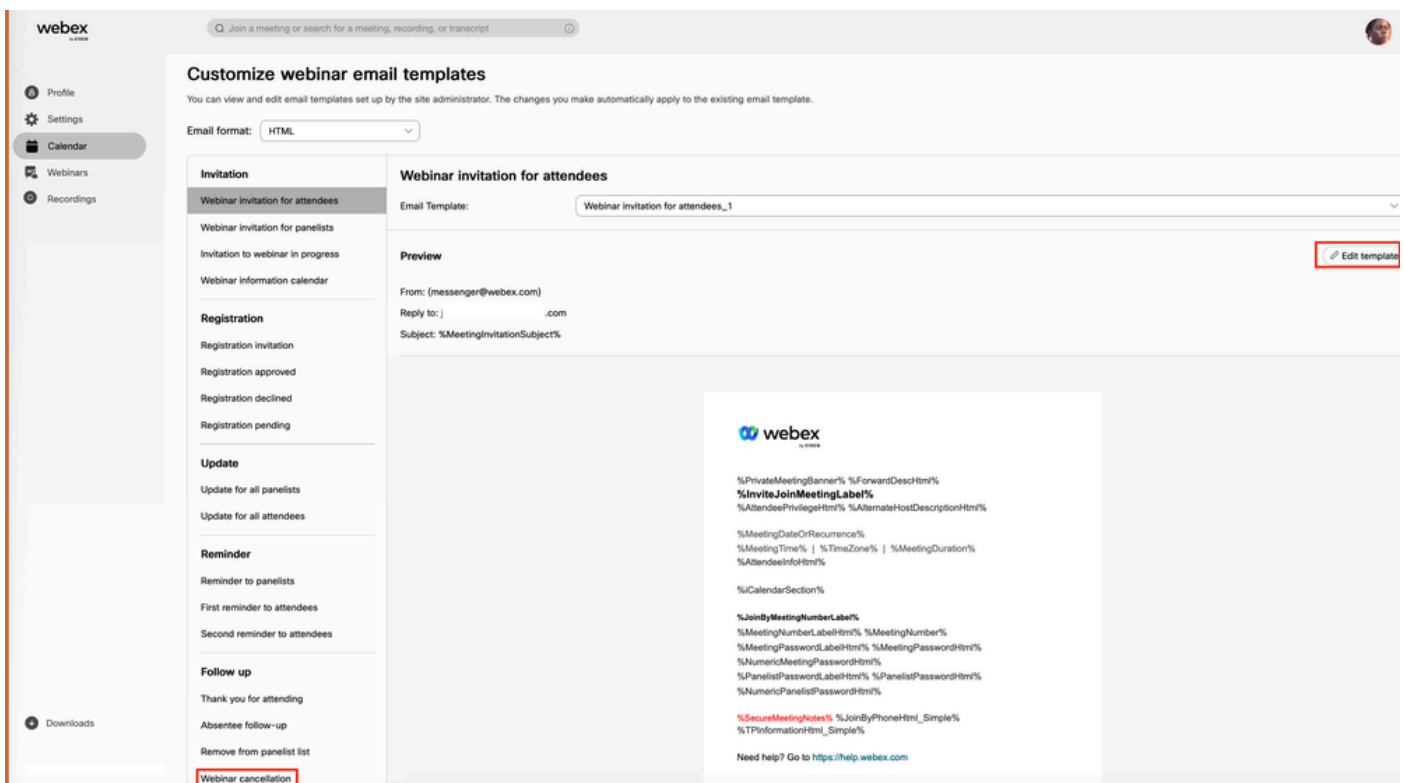 webex
by CISCO
Join a meeting or search for a meeting, recording, or transcript
Profile
Settings
Calendar
Webinars
Recordings
Downloads
Customize webinar email templates
You can view and edit email templates set up by the site administrator. The changes you make automatically apply to the existing email template.
Email format: HTML
Invitation
Webinar invitation for attendees
Webinar invitation for panelists
Invitation to webinar in progress
Webinar information calendar
Registration
Registration invitation
Registration approved
Registration declined
Registration pending
Update
Update for all panelists
Update for all attendees
Reminder
Reminder to panelists
First reminder to attendees
Second reminder to attendees
Follow up
Thank you for attending
Absentee follow-up
Remove from panelist list
Webinar cancellation
Webinar invitation for attendees
Email Template: Webinar invitation for attendees_1
Preview
Edit template
From: (messenger@webex.com)
Reply to: j .com
Subject: %MeetingInvitationSubject%
webex
by CISCO
%PrivateMeetingBanner% %ForwardDescHtml%
%InviteJoinMeetingLabel%
%AttendeePrivilegeHtml% %AlternateHostDescriptionHtml%
%MeetingDateOrRecurrence%
%MeetingTime% | %TimeZone% | %MeetingDuration%
%AttendeeInfoHtml%
%iCalendarSection%
%JoinByMeetingNumberLabel%
%MeetingNumberLabelHtml% %MeetingNumber%
%MeetingPasswordLabelHtml% %MeetingPasswordHtml%
%NumericMeetingPasswordHtml%
%PanelistPasswordLabelHtml% %PanelistPasswordHtml%
%NumericPanelistPasswordHtml%
%SecureMeetingNotes% %JoinByPhoneHtml_Simple%
%TPInformationHtml_Simple%
Need help? Go to https://help.webex.com